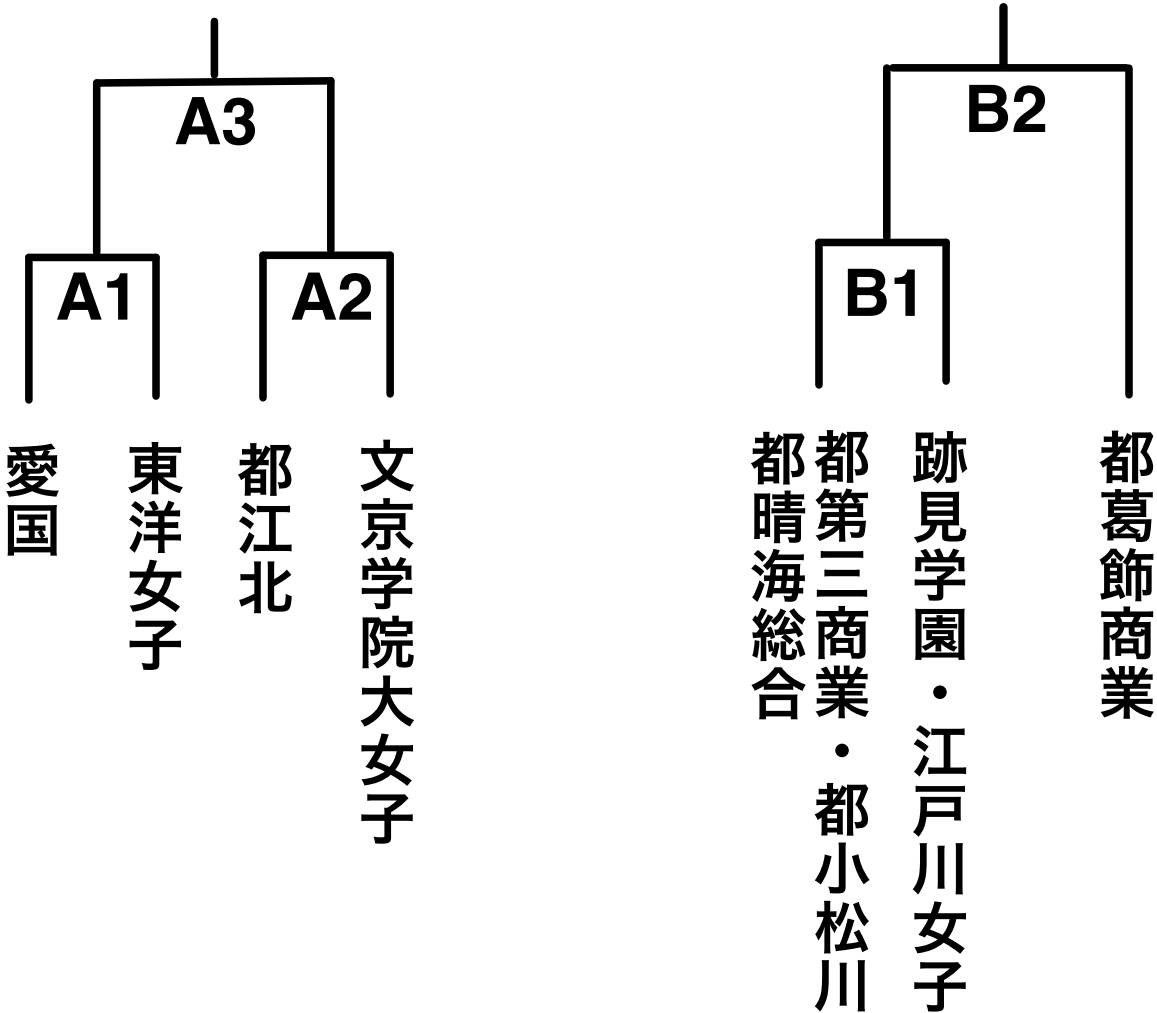 A3
B2
A1
A2
B1
愛国
東洋女子
都江北
文京学院大女子
都第三商業・都小松川
都晴海総合
跡見学園・江戸川女子
都葛飾商業